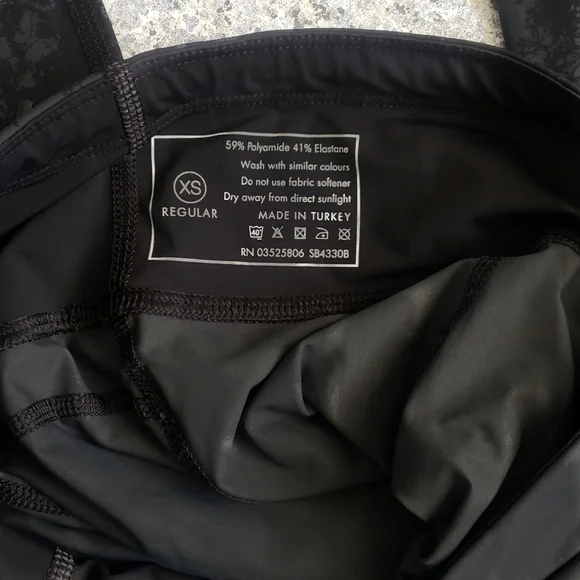 59% Polyamide 41% Elastane
Wash with similar colours
Do not use fabric softener
Dry away from direct sunlight
XS
REGULAR
MADE IN TURKEY
40
RN 03525806 SB4330B